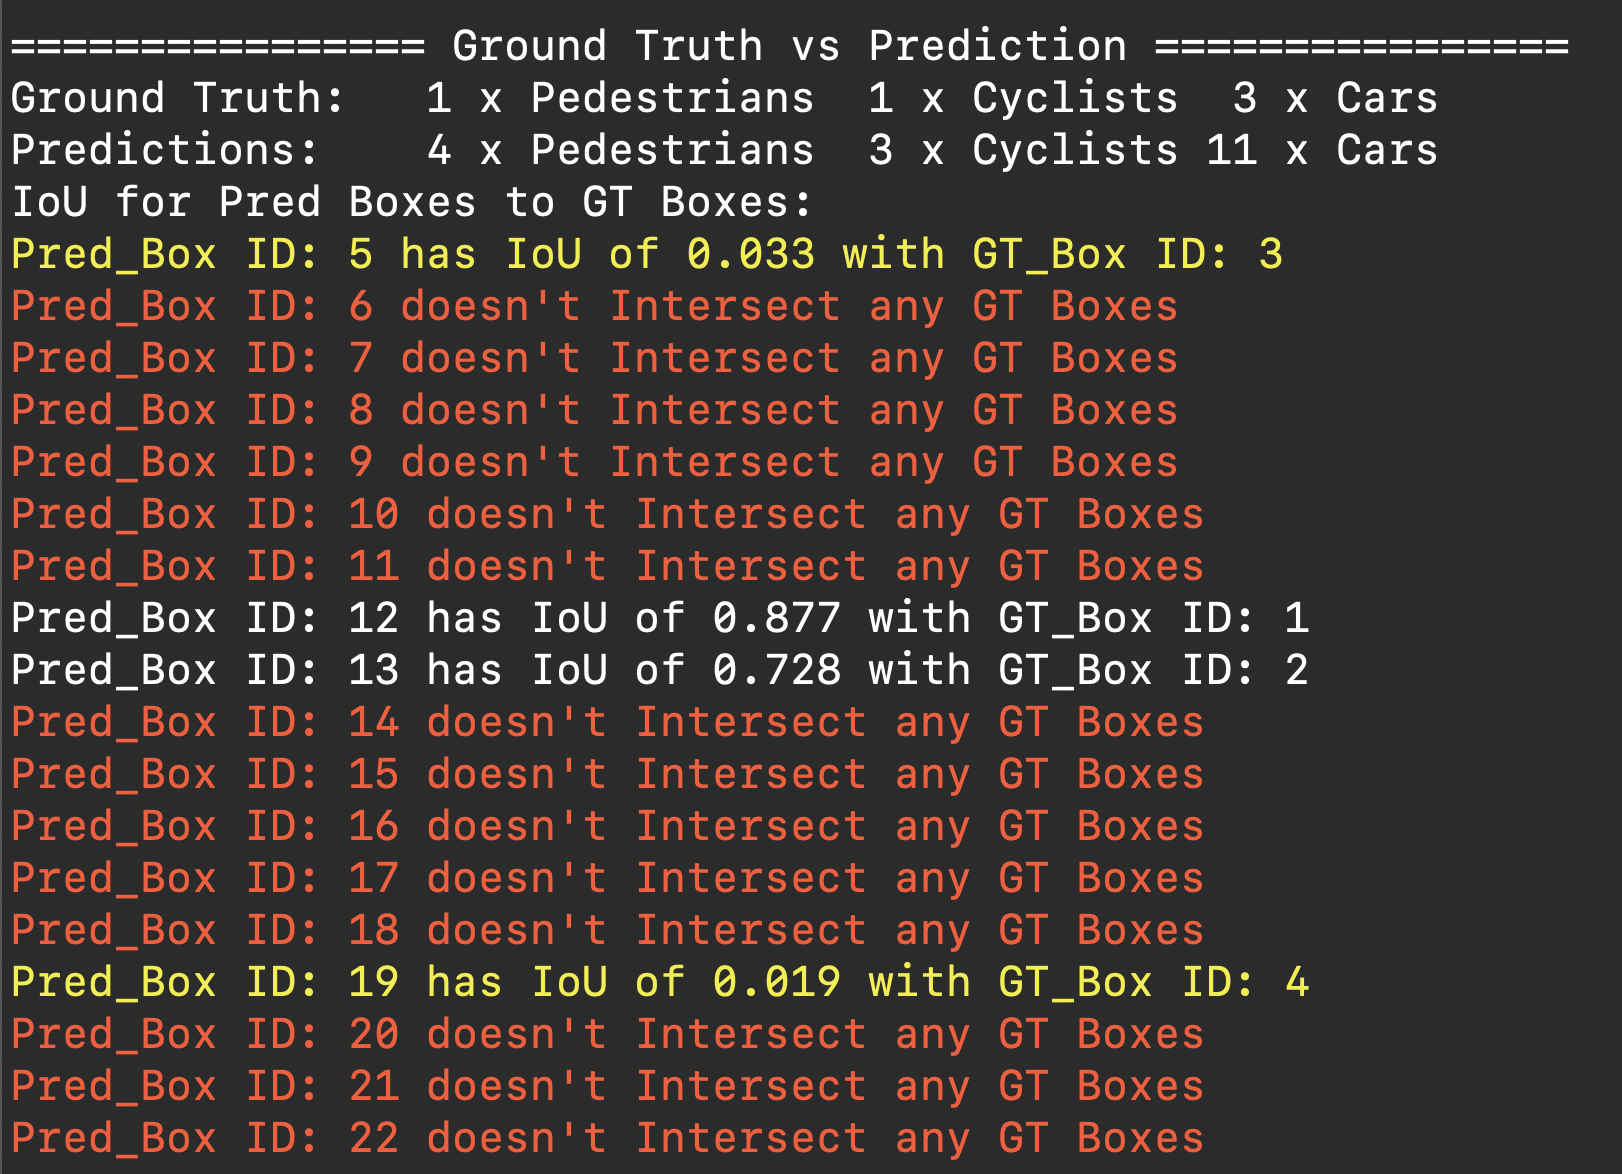 ================ Ground Truth vs Prediction ================
Ground Truth:   1 x Pedestrians  1 x Cyclists  3 x Cars
Predictions:    4 x Pedestrians  3 x Cyclists 11 x Cars
IoU for Pred Boxes to GT Boxes:
Pred_Box ID: 5 has IoU of 0.033 with GT_Box ID: 3
Pred_Box ID: 6 doesn't Intersect any GT Boxes
Pred_Box ID: 7 doesn't Intersect any GT Boxes
Pred_Box ID: 8 doesn't Intersect any GT Boxes
Pred_Box ID: 9 doesn't Intersect any GT Boxes
Pred_Box ID: 10 doesn't Intersect any GT Boxes
Pred_Box ID: 11 doesn't Intersect any GT Boxes
Pred_Box ID: 12 has IoU of 0.877 with GT_Box ID: 1
Pred_Box ID: 13 has IoU of 0.728 with GT_Box ID: 2
Pred_Box ID: 14 doesn't Intersect any GT Boxes
Pred_Box ID: 15 doesn't Intersect any GT Boxes
Pred_Box ID: 16 doesn't Intersect any GT Boxes
Pred_Box ID: 17 doesn't Intersect any GT Boxes
Pred_Box ID: 18 doesn't Intersect any GT Boxes
Pred_Box ID: 19 has IoU of 0.019 with GT_Box ID: 4
Pred_Box ID: 20 doesn't Intersect any GT Boxes
Pred_Box ID: 21 doesn't Intersect any GT Boxes
Pred_Box ID: 22 doesn't Intersect any GT Boxes